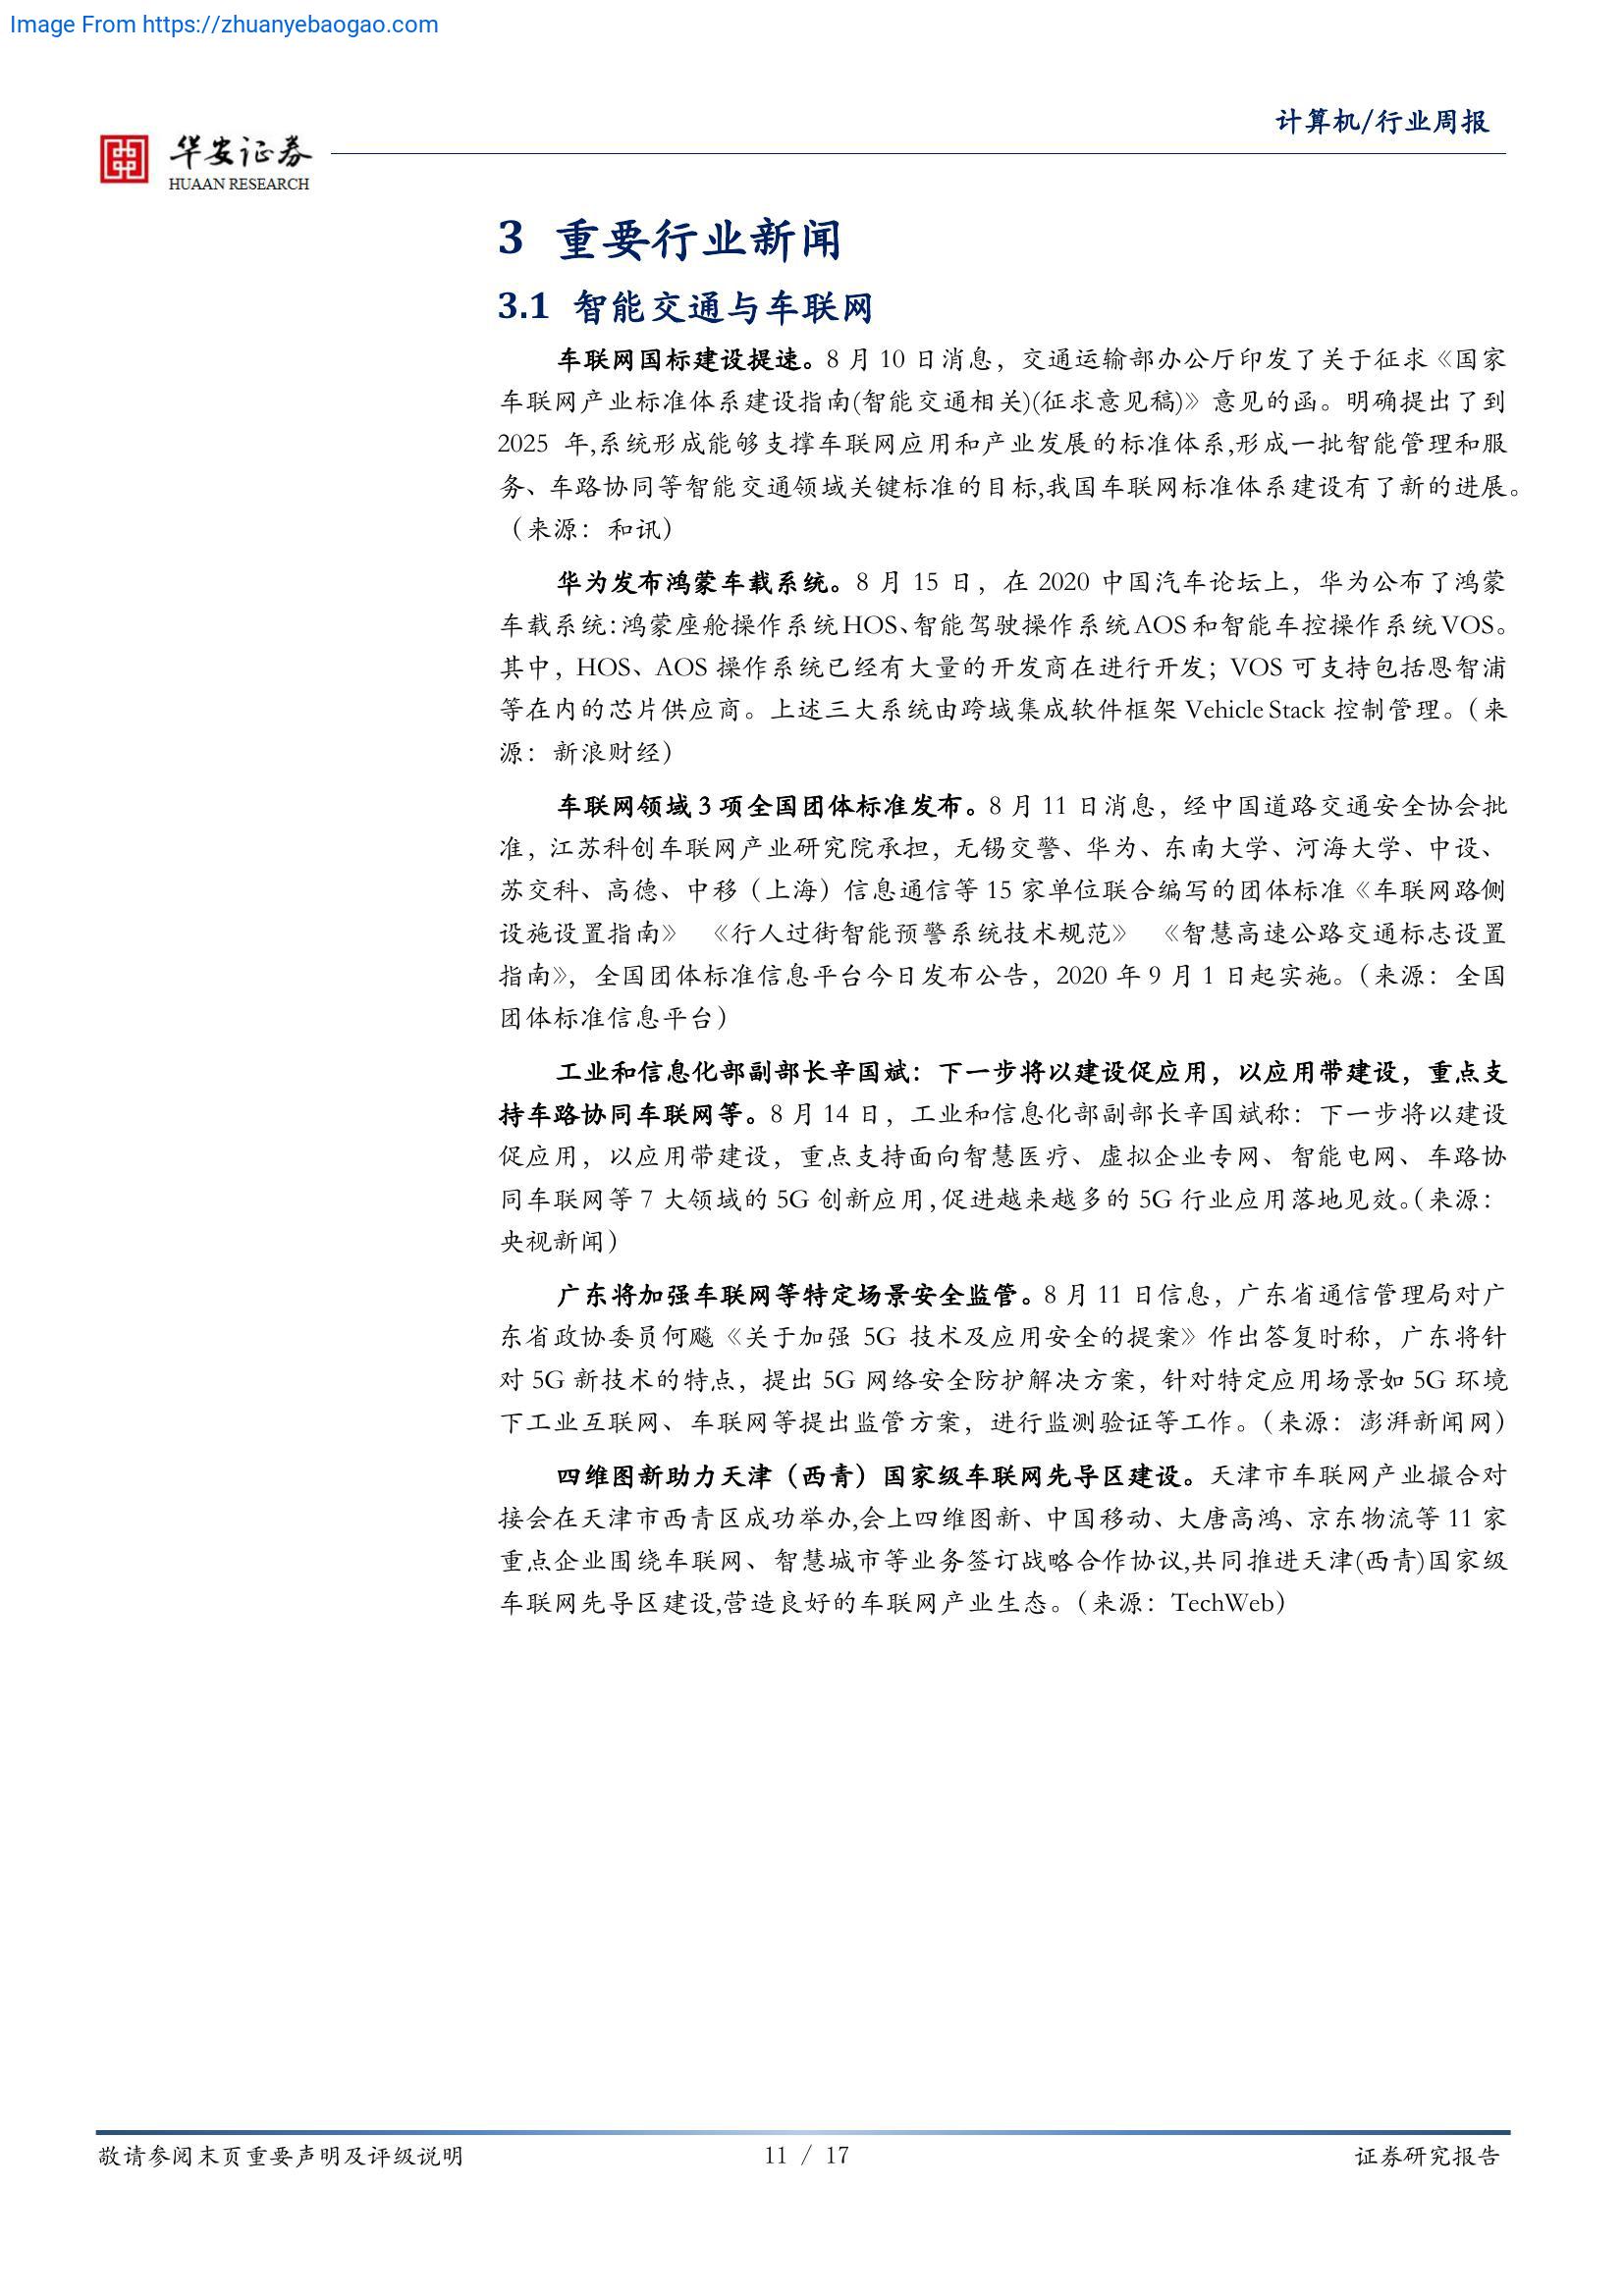 Image From https://zhuanyebaogao.com
计算机/行业周报
华安证券
HUAAN RESEARCH
3 重要行业新闻
3.1 智能交通与车联网
车联网国标建设提速。8 月 10 日消息，交通运输部办公厅印发了关于征求《国家
车联网产业标准体系建设指南(智能交通相关)(征求意见稿)》意见的函。明确提出了到
2025 年,系统形成能够支撑车联网应用和产业发展的标准体系,形成一批智能管理和服
务、车路协同等智能交通领域关键标准的目标,我国车联网标准体系建设有了新的进展。
（来源：和讯）
华为发布鸿蒙车载系统。8 月 15 日，在 2020 中国汽车论坛上，华为公布了鸿蒙
车载系统：鸿蒙座舱操作系统 HOS、智能驾驶操作系统 AOS 和智能车控操作系统 VOS。
其中，HOS、AOS 操作系统已经有大量的开发商在进行开发；VOS 可支持包括恩智浦
等在内的芯片供应商。上述三大系统由跨域集成软件框架 Vehicle Stack 控制管理。（来
源：新浪财经）
车联网领域 3 项全国团体标准发布。8 月 11 日消息，经中国道路交通安全协会批
准，江苏科创车联网产业研究院承担，无锡交警、华为、东南大学、河海大学、中设、
苏交科、高德、中移（上海）信息通信等 15 家单位联合编写的团体标准《车联网路侧
设施设置指南》 《行人过街智能预警系统技术规范》 《智慧高速公路交通标志设置
指南》，全国团体标准信息平台今日发布公告，2020 年 9 月 1 日起实施。（来源：全国
团体标准信息平台）
工业和信息化部副部长辛国斌：下一步将以建设促应用，以应用带建设，重点支
持车路协同车联网等。8 月 14 日，工业和信息化部副部长辛国斌称：下一步将以建设
促应用，以应用带建设，重点支持面向智慧医疗、虚拟企业专网、智能电网、车路协
同车联网等 7 大领域的 5G 创新应用,促进越来越多的 5G 行业应用落地见效。（来源：
央视新闻）
广东将加强车联网等特定场景安全监管。8 月 11 日信息，广东省通信管理局对广
东省政协委员何飚《关于加强 5G 技术及应用安全的提案》作出答复时称，广东将针
对 5G 新技术的特点，提出 5G 网络安全防护解决方案，针对特定应用场景如 5G 环境
下工业互联网、车联网等提出监管方案，进行监测验证等工作。（来源：澎湃新闻网）
四维图新助力天津（西青）国家级车联网先导区建设。天津市车联网产业撮合对
接会在天津市西青区成功举办,会上四维图新、中国移动、大唐高鸿、京东物流等 11 家
重点企业围绕车联网、智慧城市等业务签订战略合作协议,共同推进天津(西青)国家级
车联网先导区建设,营造良好的车联网产业生态。（来源：TechWeb）
敬请参阅末页重要声明及评级说明
11 / 17
证券研究报告